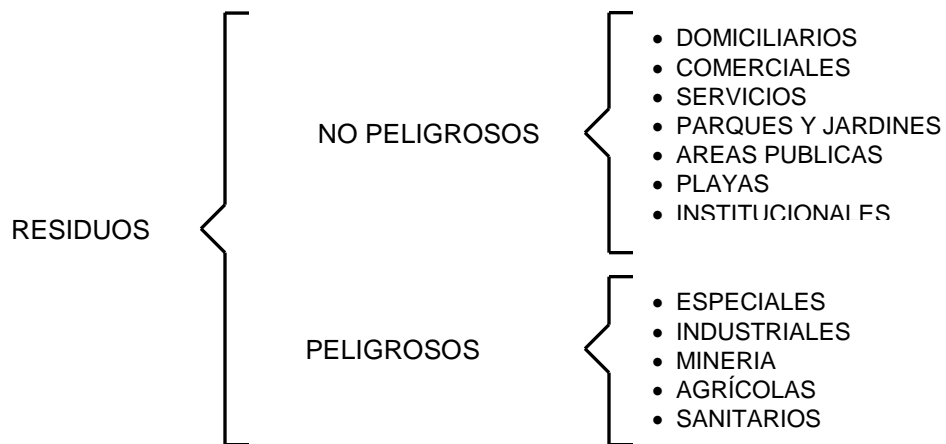 RESIDUOS
NO PELIGROSOS
• DOMICILIARIOS
• COMERCIALES
• SERVICIOS
• PARQUES Y JARDINES
• AREAS PUBLICAS
• PLAYAS
• INSTITUCIONALES
PELIGROSOS
• ESPECIALES
• INDUSTRIALES
• MINERIA
• AGRÍCOLAS
• SANITARIOS